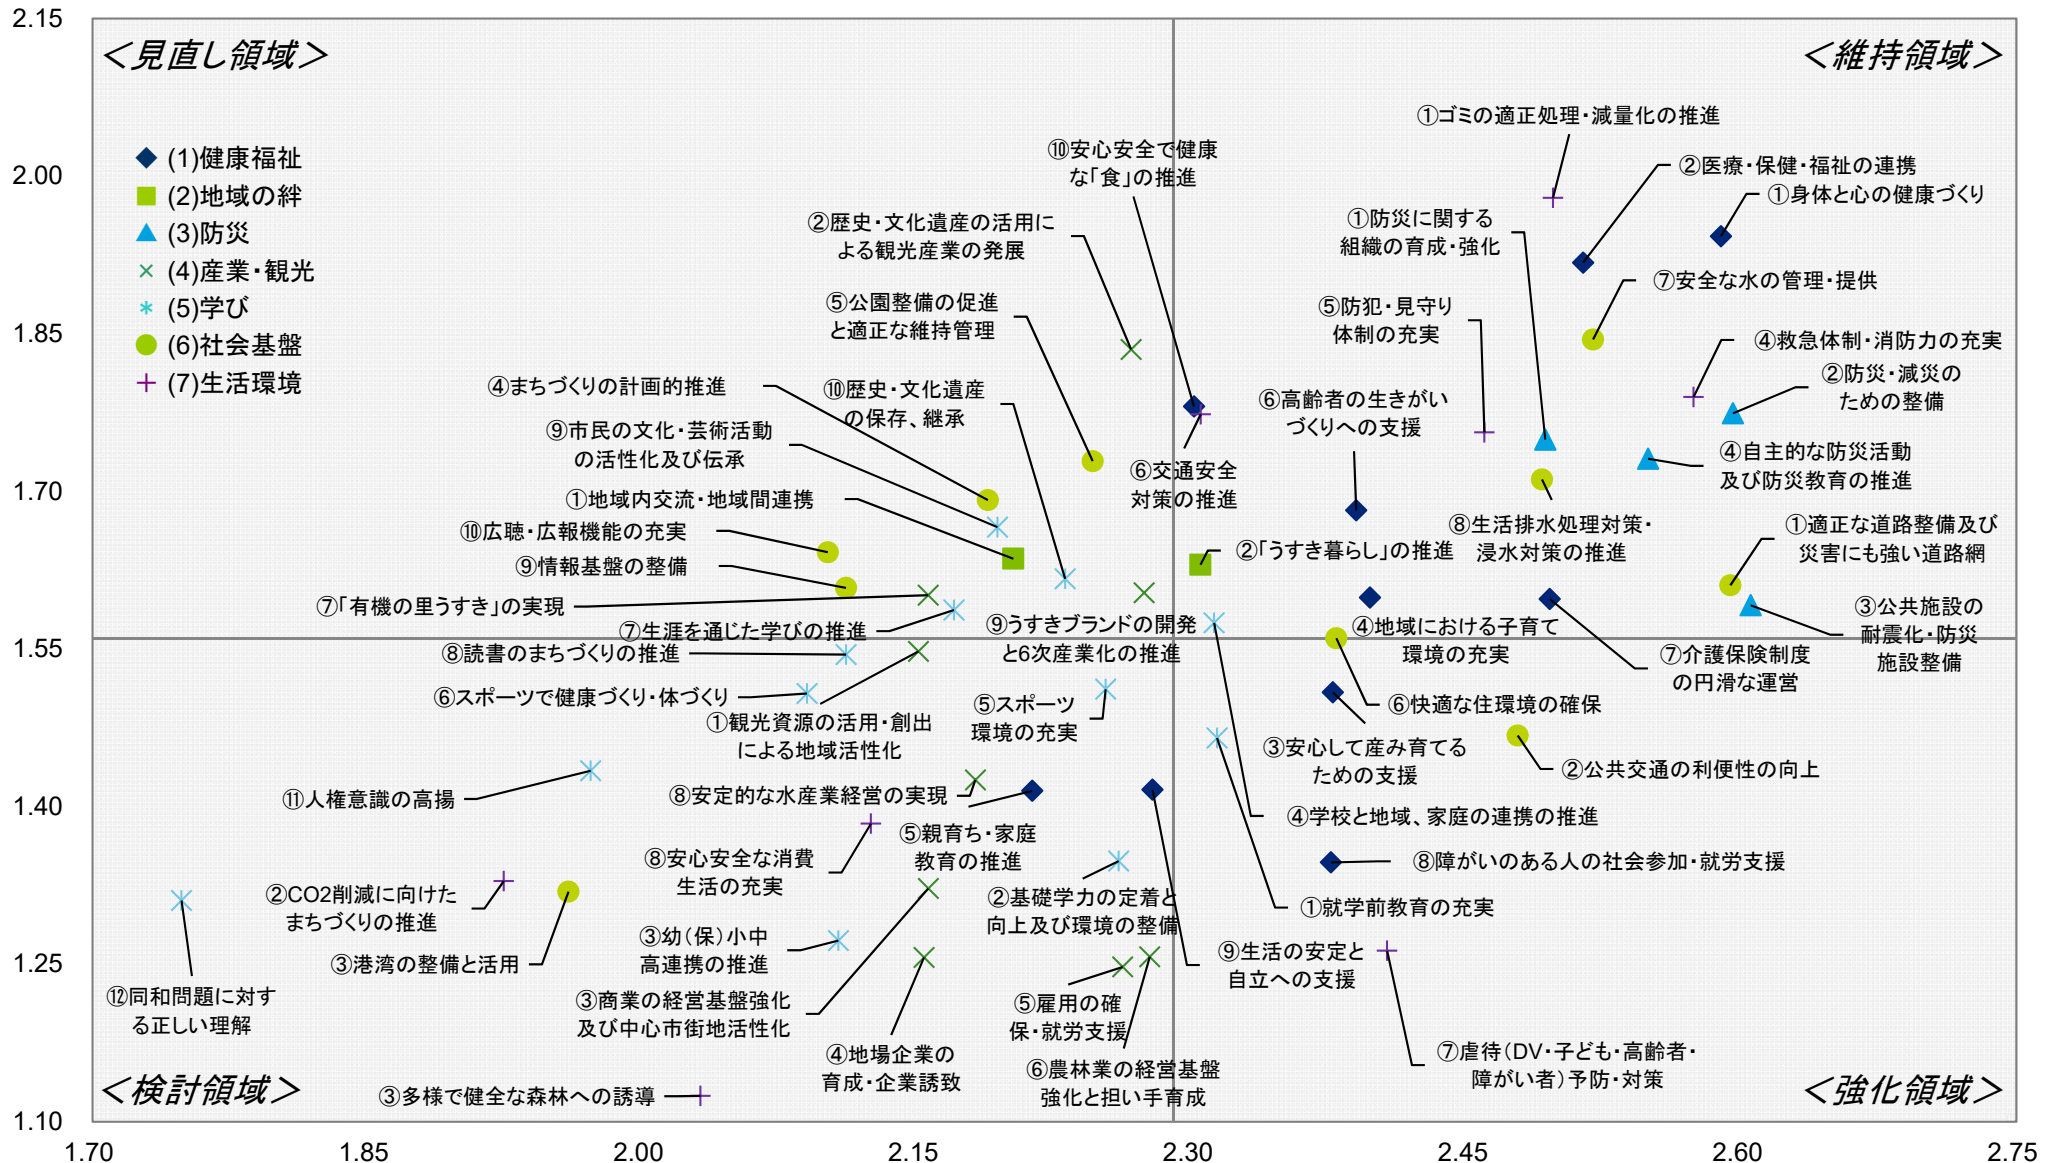 2.15
2.00
1.85
1.70
1.55
1.40
1.25
1.10
1.70
1.85
2.00
2.15
2.30
2.45
2.60
2.75
＜見直し領域＞
＜維持領域＞
＜検討領域＞
＜強化領域＞
(1)健康福祉
(2)地域の絆
(3)防災
(4)産業・観光
(5)学び
(6)社会基盤
(7)生活環境
①ゴミの適正処理・減量化の推進
⑩安心安全で健康
な「食」の推進
②医療・保健・福祉の連携
①身体と心の健康づくり
②歴史・文化遺産の活用に
よる観光産業の発展
①防災に関する
組織の育成・強化
⑦安全な水の管理・提供
⑤公園整備の促進
と適正な維持管理
⑤防犯・見守り
体制の充実
④救急体制・消防力の充実
②防災・減災の
ための整備
④まちづくりの計画的推進
⑩歴史・文化遺産
の保存、継承
⑥高齢者の生きがい
づくりへの支援
⑨市民の文化・芸術活動
の活性化及び伝承
⑥交通安全
対策の推進
④自主的な防災活動
及び防災教育の推進
①地域内交流・地域間連携
⑩広聴・広報機能の充実
⑧生活排水処理対策・
浸水対策の推進
①適正な道路整備及び
災害にも強い道路網
②「うすき暮らし」の推進
⑨情報基盤の整備
⑦「有機の里うすき」の実現
⑦生涯を通じた学びの推進
⑨うすきブランドの開発
と6次産業化の推進
④地域における子育て
環境の充実
③公共施設の
耐震化・防災
施設整備
⑧読書のまちづくりの推進
⑦介護保険制度
の円滑な運営
⑥スポーツで健康づくり・体づくり
⑤スポーツ
環境の充実
⑥快適な住環境の確保
①観光資源の活用・創出
による地域活性化
③安心して産み育てる
ための支援
②公共交通の利便性の向上
⑪人権意識の高揚
⑧安定的な水産業経営の実現
④学校と地域、家庭の連携の推進
⑤親育ち・家庭
教育の推進
⑧安心安全な消費
生活の充実
⑧障がいのある人の社会参加・就労支援
②CO2削減に向けた
まちづくりの推進
②基礎学力の定着と
向上及び環境の整備
①就学前教育の充実
③幼（保）小中
高連携の推進
③港湾の整備と活用
⑨生活の安定と
自立への支援
⑫同和問題に対す
る正しい理解
③商業の経営基盤強化
及び中心市街地活性化
⑤雇用の確
保・就労支援
④地場企業の
育成・企業誘致
⑥農林業の経営基盤
強化と担い手育成
⑦虐待（DV・子ども・高齢者・
障がい者）予防・対策
③多様で健全な森林への誘導